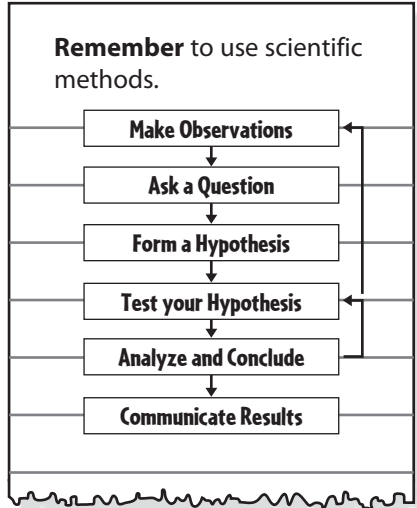 Remember to use scientific
methods.
Make Observations
Ask a Question
Form a Hypothesis
Test your Hypothesis
Analyze and Conclude
Communicate Results